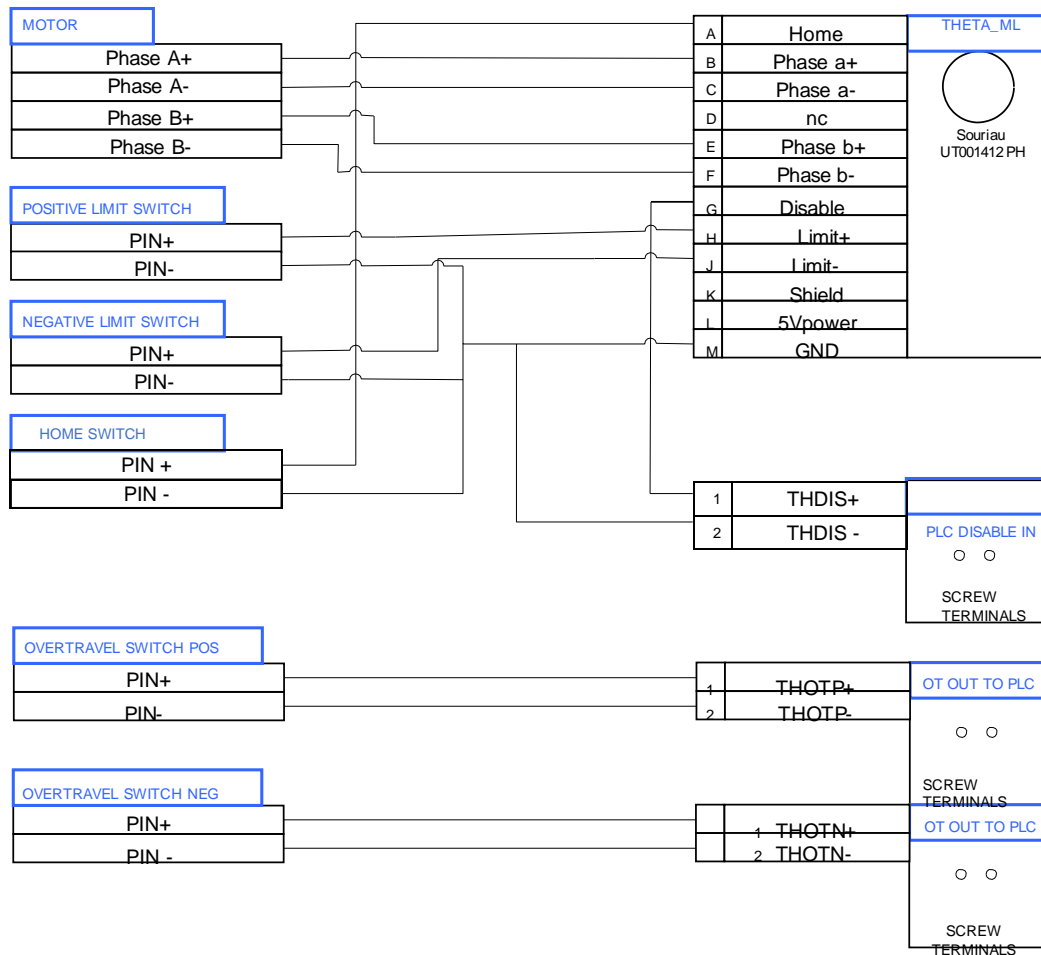 MOTOR
Phase A+
Phase A-
Phase B+
Phase B-
POSITIVE LIMIT SWITCH
PIN+
PIN-
NEGATIVE LIMIT SWITCH
PIN+
PIN-
HOME SWITCH
PIN +
PIN -
A Home
B Phase a+
C Phase a-
D nc
E Phase b+
F Phase b-
G Disable
H Limit+
J Limit-
K Shield
L 5Vpower
M GND
THETA_ML
Souriau
UT001412 PH
1 THDIS+
2 THDIS -
PLC DISABLE IN
SCREW
TERMINALS
OVERTRAVEL SWITCH POS
PIN+
PIN-
1 THOTP+
2 THOTP-
OT OUT TO PLC
SCREW
TERMINALS
OVERTRAVEL SWITCH NEG
PIN+
PIN -
1 THOTN+
2 THOTN-
OT OUT TO PLC
SCREW
TERMINALS